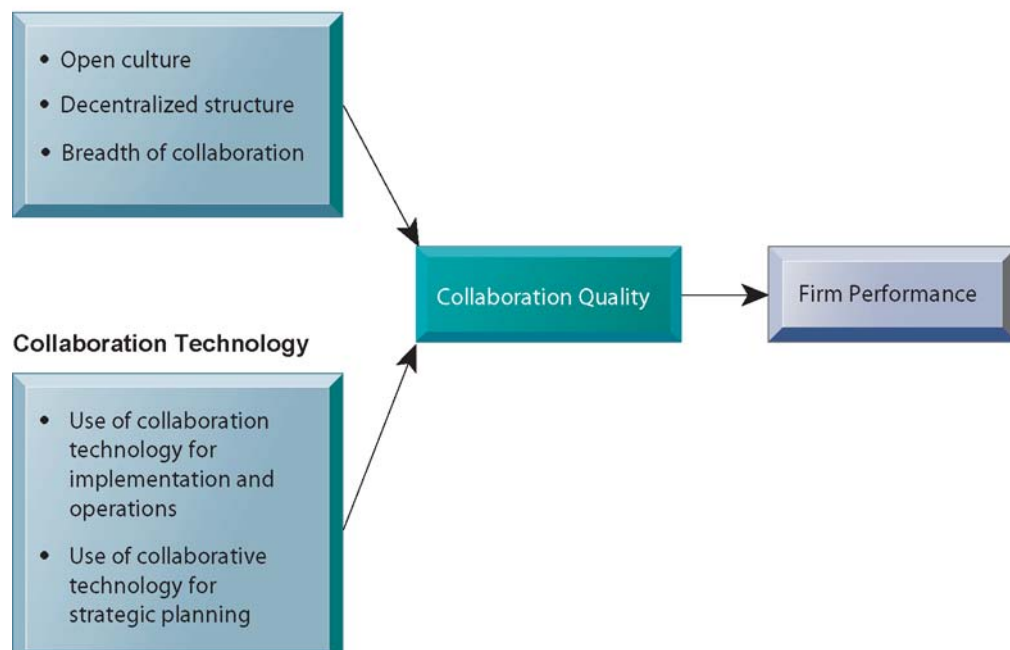 • Open culture
• Decentralized structure
• Breadth of collaboration
Collaboration Quality
Firm Performance
Collaboration Technology
• Use of collaboration
technology for
implementation and
operations
• Use of collaborative
technology for
strategic planning